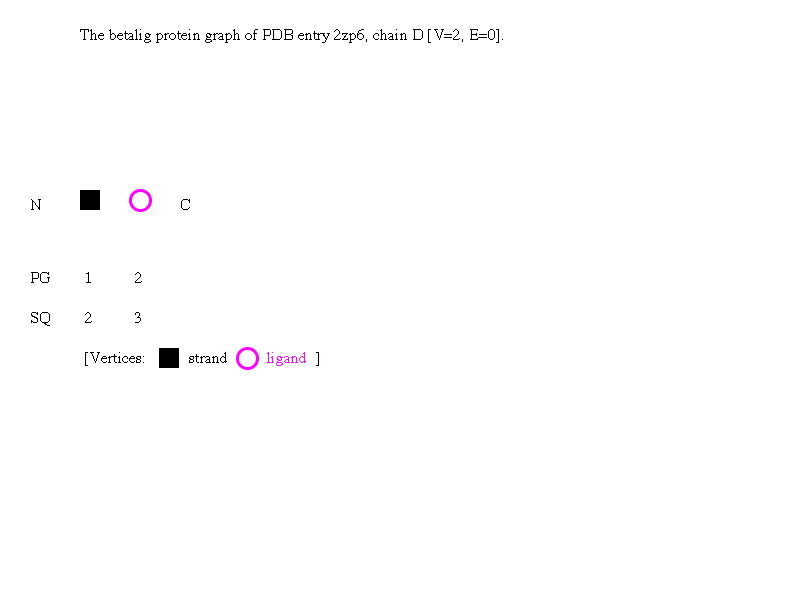 The betalig protein graph of PDB entry 2zp6, chain D [V=2, E=0].
N C
PG 1 2
SQ 2 3
[Vertices: strand ligand ]